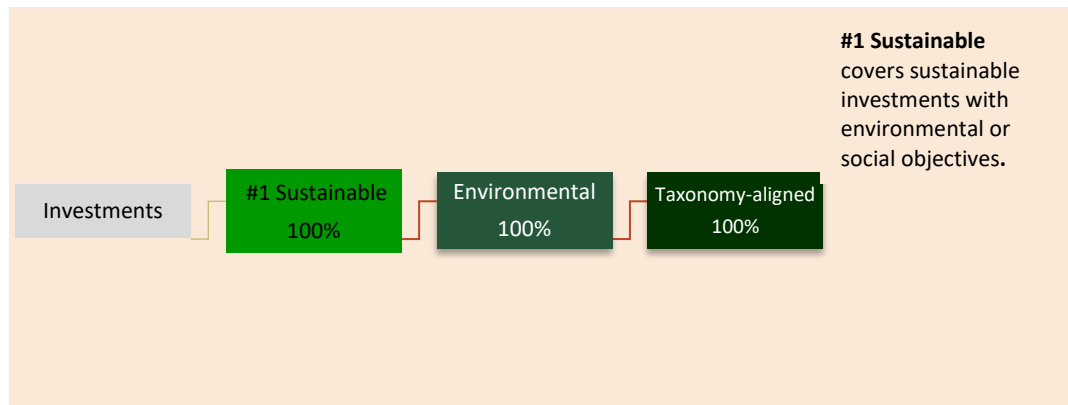 #1 Sustainable
covers sustainable
investments with
environmental or
social objectives.
Investments
#1 Sustainable
100%
Environmental
100%
Taxonomy-aligned
100%